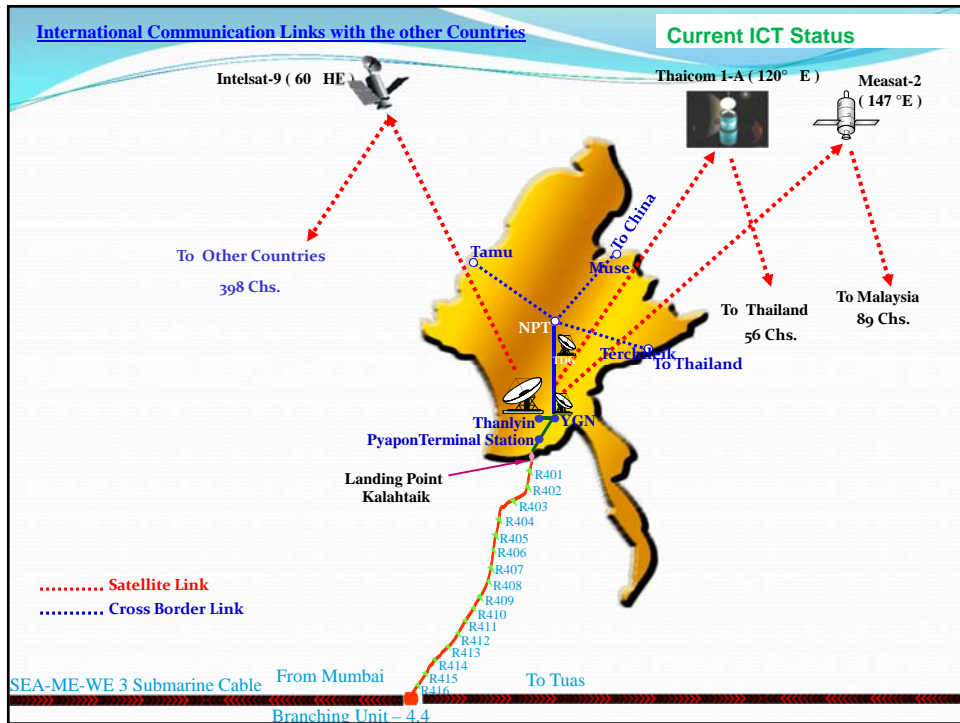 International Communication Links with the other Countries
Current ICT Status
Intelsat-9 ( 60 HE )
Thaicom 1-A ( 120° E )
Measat-2
( 147 °E )
To China
Tamu
Muse
To Other Countries
398 Chs.
To Thailand
56 Chs.
To Malaysia
89 Chs.
NPT
TDG
Terchileik
To Thailand
Thanlyin
YGN
Pyapon Terminal Station
Landing Point
Kalahtaik
R401
R402
R403
R404
R405
R406
R407
R408
R409
R410
R411
R412
R413
R414
R415
R416
Satellite Link
Cross Border Link
SEA-ME-WE 3 Submarine Cable
From Mumbai
To Tuas
Branching Unit – 4.4